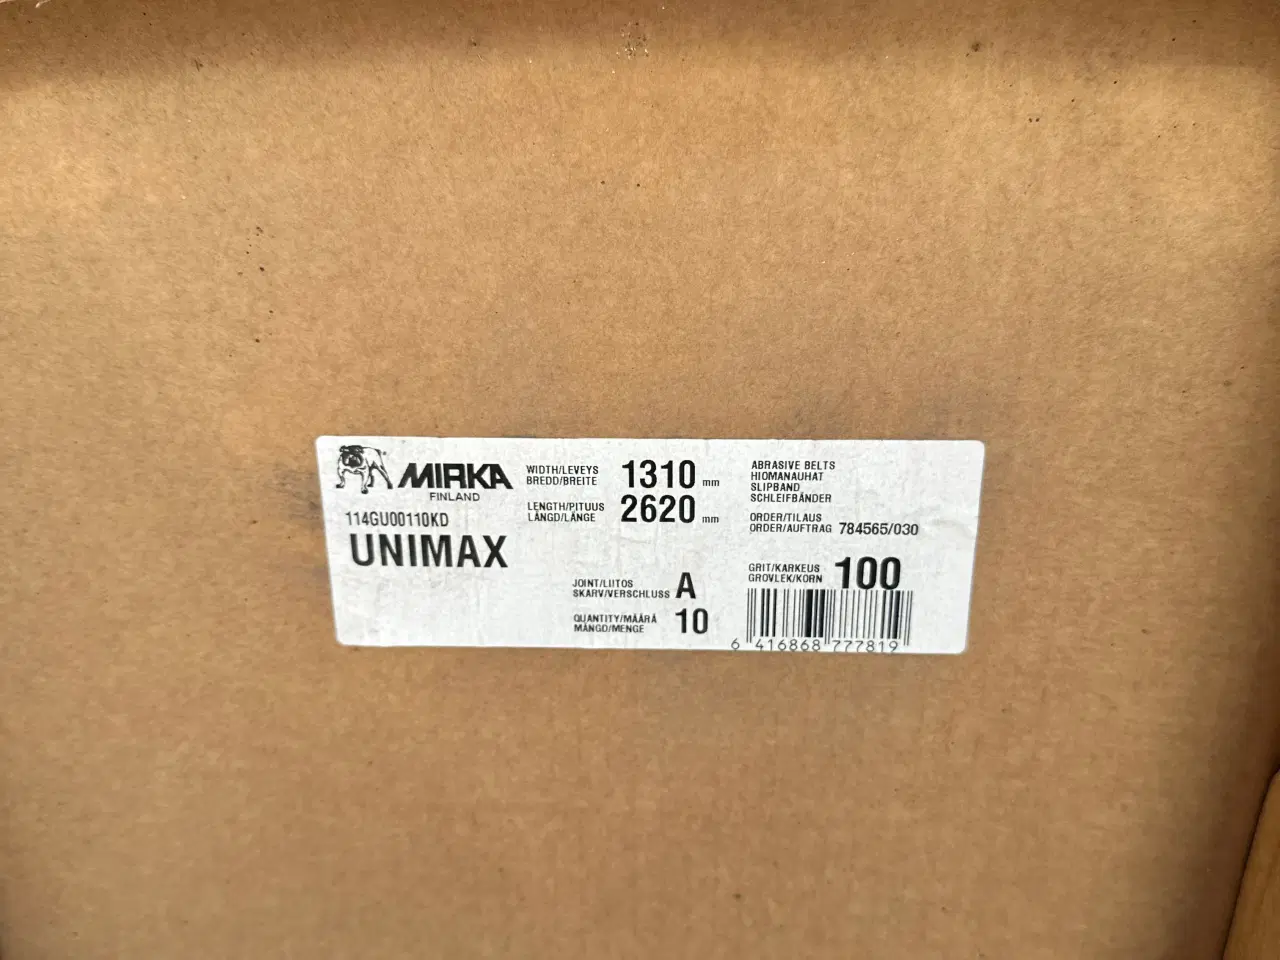 MIRKA
FINLAND
114GU00110KD
UNIMAX
WIDTH/LEVEYS
BREDD/BREITE
1310 mm
LENGTH/PITUUS
LÄNGD/LÄNGE
2620 mm
JOINT/LIITOS
SKARV/VERSCHLUSS A
QUANTITY/MÄÄRÄ
MÄNGD/MENGE
10
ABRASIVE BELTS
HIOMANAUHAT
SLIPBAND
SCHLEIFBÄNDER
ORDER/TILAUS
ORDER/AUFTRAG 784565/030
GRIT/KARKEUS
GROVLEK/KORN
100
6 416868 777819